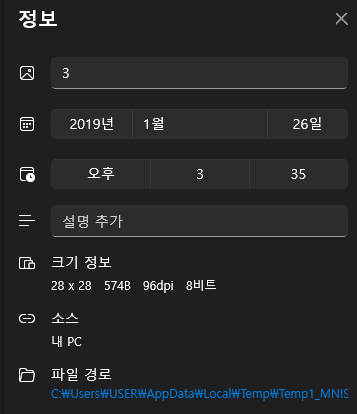 정보
3
2019년 1월 26일
오후 3 35
설명 추가
크기 정보
28 x 28 574B 96dpi 8비트
소스
내 PC
파일 경로
C:₩Users₩USER₩AppData₩Local₩Temp₩Temp1_MNIS